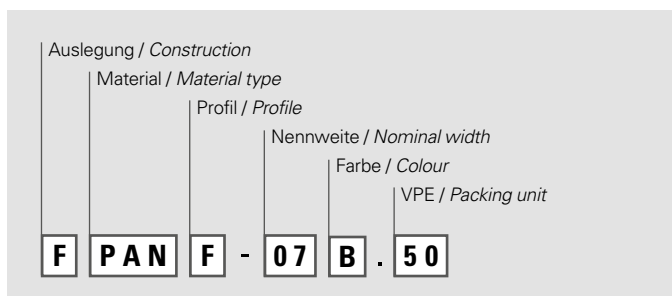 Auslegung / Construction
Material / Material type
Profil / Profile
Nennweite / Nominal width
Farbe / Colour
VPE / Packing unit
F PAN F - 07 B . 50